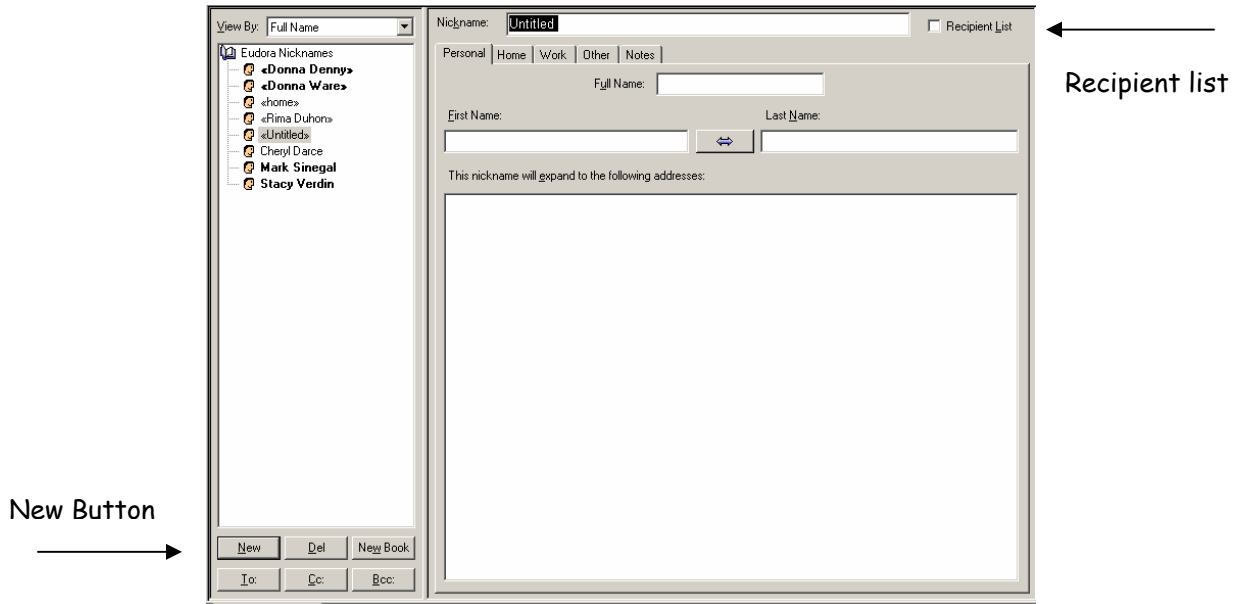 View By: Full Name
Eudora Nicknames
«Donna Denny»
«Donna Ware»
«home»
«Rima Duhon»
«Untitled»
Cheryl Darce
Mark Sinegal
Stacy Verdin
New Del New Book
To: Cc: Bcc:
Nickname: Untitled Recipient List
Personal Home Work Other Notes
Full Name:
First Name: Last Name:
This nickname will expand to the following addresses:
Recipient list
New Button